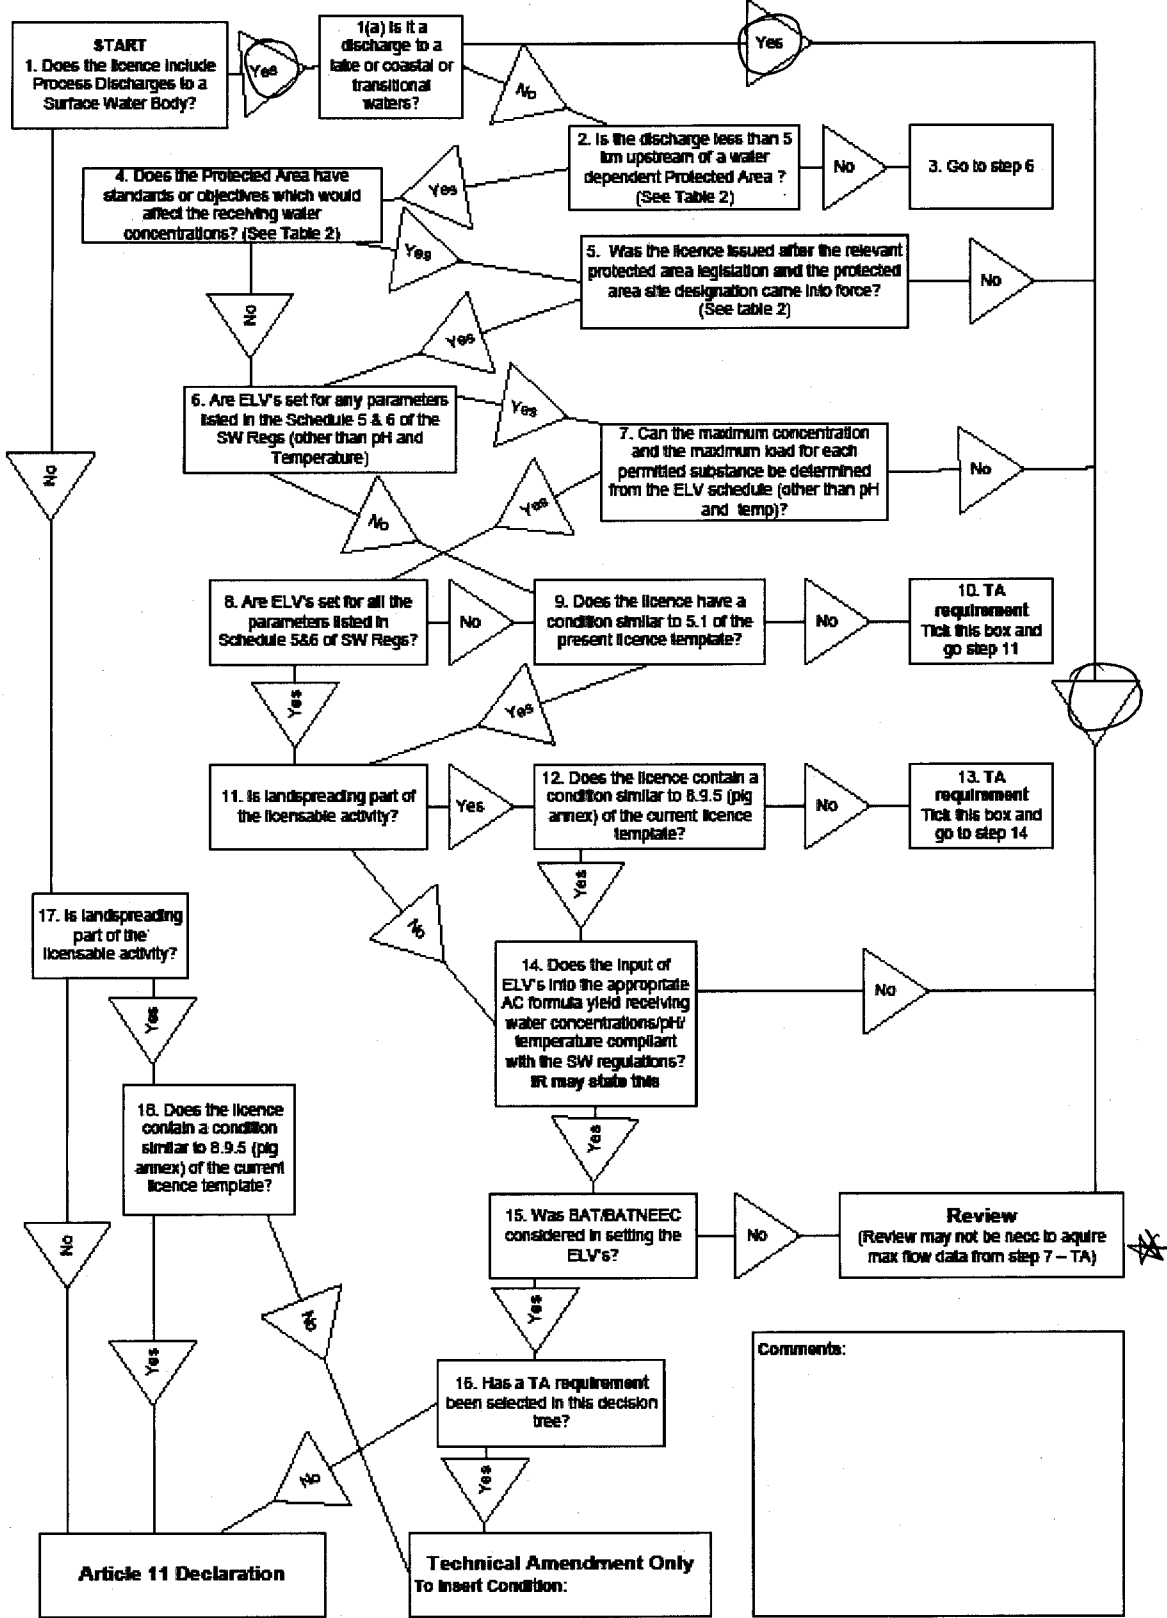 START
1. Does the licence include
Process Discharges to a
Surface Water Body?
Yes
1(a) Is it a
discharge to a
lake or coastal or
transitional
waters?
Yes
No
2. Is the discharge less than 5
km upstream of a water
dependent Protected Area ?
(See Table 2)
No
3. Go to step 6
Yes
4. Does the Protected Area have
standards or objectives which would
affect the receiving water
concentrations? (See Table 2)
Yes
5. Was the licence issued after the relevant
protected area legislation and the protected
area site designation came into force?
(See table 2)
No
No
Yes
6. Are ELV's set for any parameters
listed in the Schedule 5 & 6 of the
SW Regs (other than pH and
Temperature)
Yes
7. Can the maximum concentration
and the maximum load for each
permitted substance be determined
from the ELV schedule (other than pH
and temp)?
No
No
Yes
No
8. Are ELV's set for all the
parameters listed in
Schedule 5&6 of SW Regs?
No
9. Does the licence have a
condition similar to 5.1 of the
present licence template?
No
10. TA
requirement
Tick this box and
go step 11
Yes
Yes
11. Is landspreading part of
the licensable activity?
Yes
12. Does the licence contain a
condition similar to 8.9.5 (pig
annex) of the current licence
template?
No
13. TA
requirement
Tick this box and
go to step 14
Yes
No
17. Is landspreading
part of the
licensable activity?
14. Does the input of
ELV's into the appropritate
AC formula yield receiving
water concentrations/pH/
temperature compliant
with the SW regulations?
IR may state this
No
Yes
Yes
18. Does the licence
contain a condition
similar to 8.9.5 (pig
annex) of the current
licence template?
15. Was BAT/BATNEEC
considered in setting the
ELV's?
No
Review
(Review may not be necc to aquire
max flow data from step 7 – TA)
No
Yes
No
Yes
16. Has a TA requirement
been selected in this decision
tree?
Comments:
No
Yes
Article 11 Declaration
Technical Amendment Only
To Insert Condition: